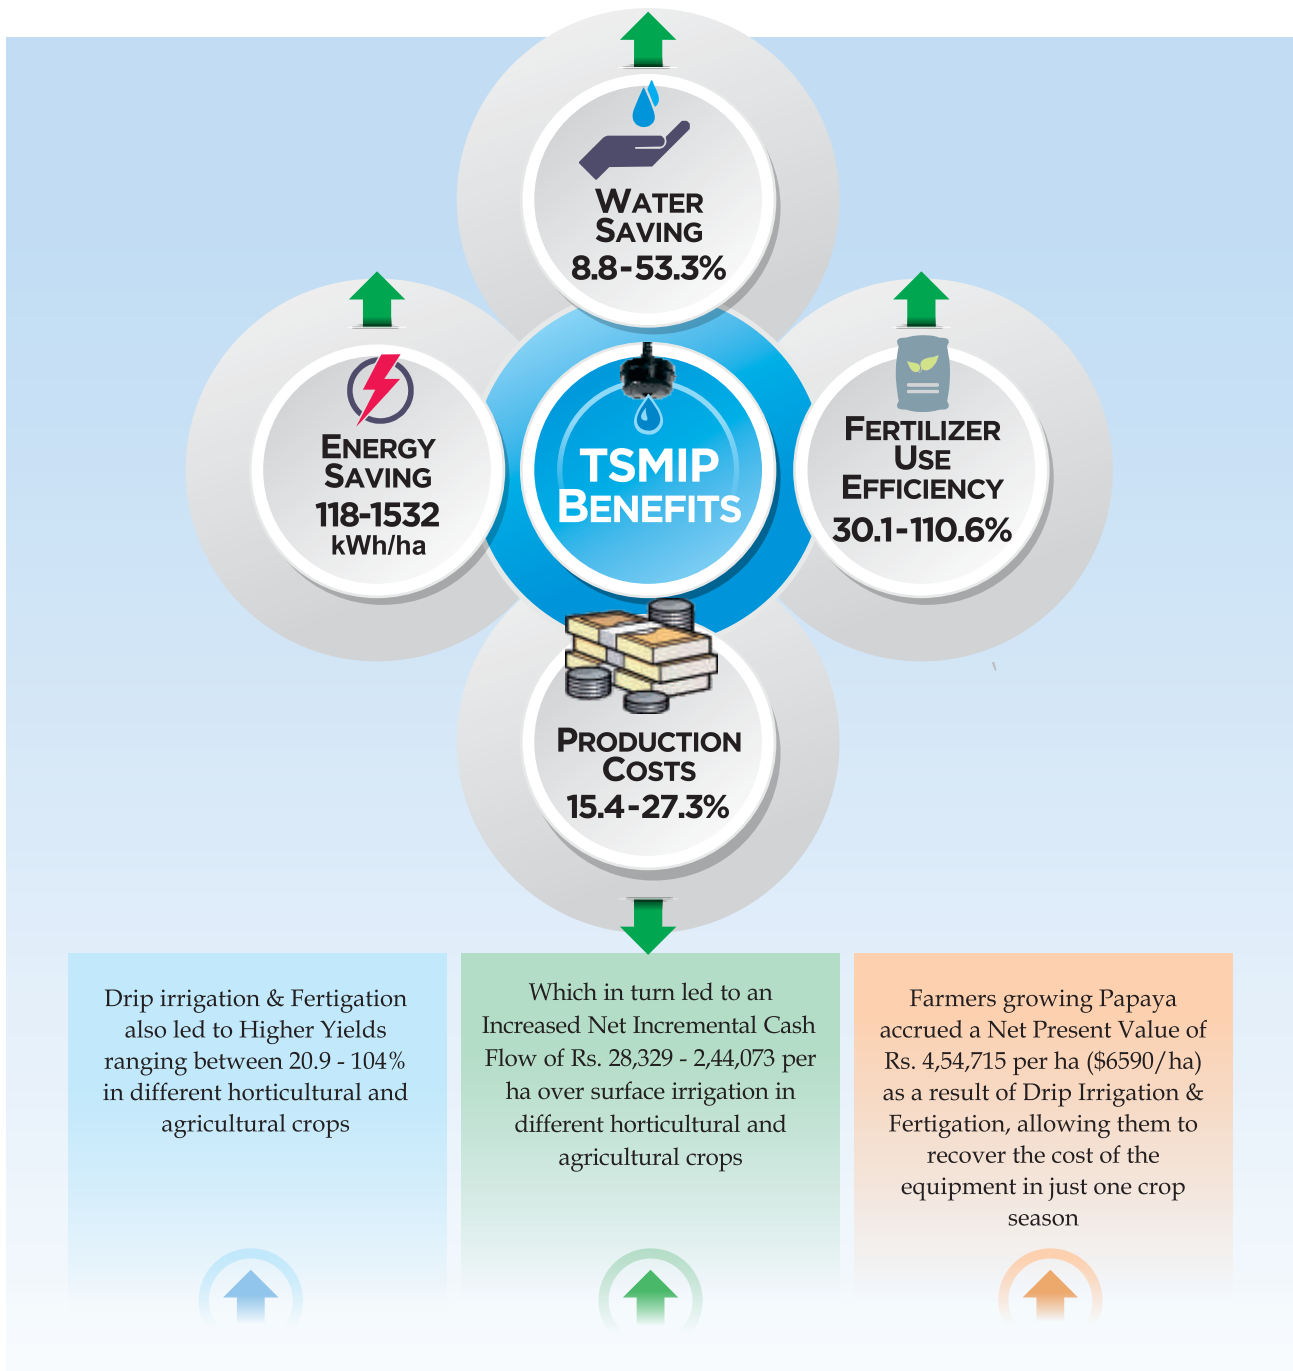 WATER
SAVING
8.8-53.3%
ENERGY
SAVING
118-1532
kWh/ha
TSMIP
BENEFITS
FERTILIZER
USE
EFFICIENCY
30.1-110.6%
PRODUCTION
COSTS
15.4-27.3%
Drip irrigation & Fertigation
also led to Higher Yields
ranging between 20.9 - 104%
in different horticultural and
agricultural crops
Which in turn led to an
Increased Net Incremental Cash
Flow of Rs. 28,329 - 2,44,073 per
ha over surface irrigation in
different horticultural and
agricultural crops
Farmers growing Papaya
accrued a Net Present Value of
Rs. 4,54,715 per ha ($6590/ha)
as a result of Drip Irrigation &
Fertigation, allowing them to
recover the cost of the
equipment in just one crop
season